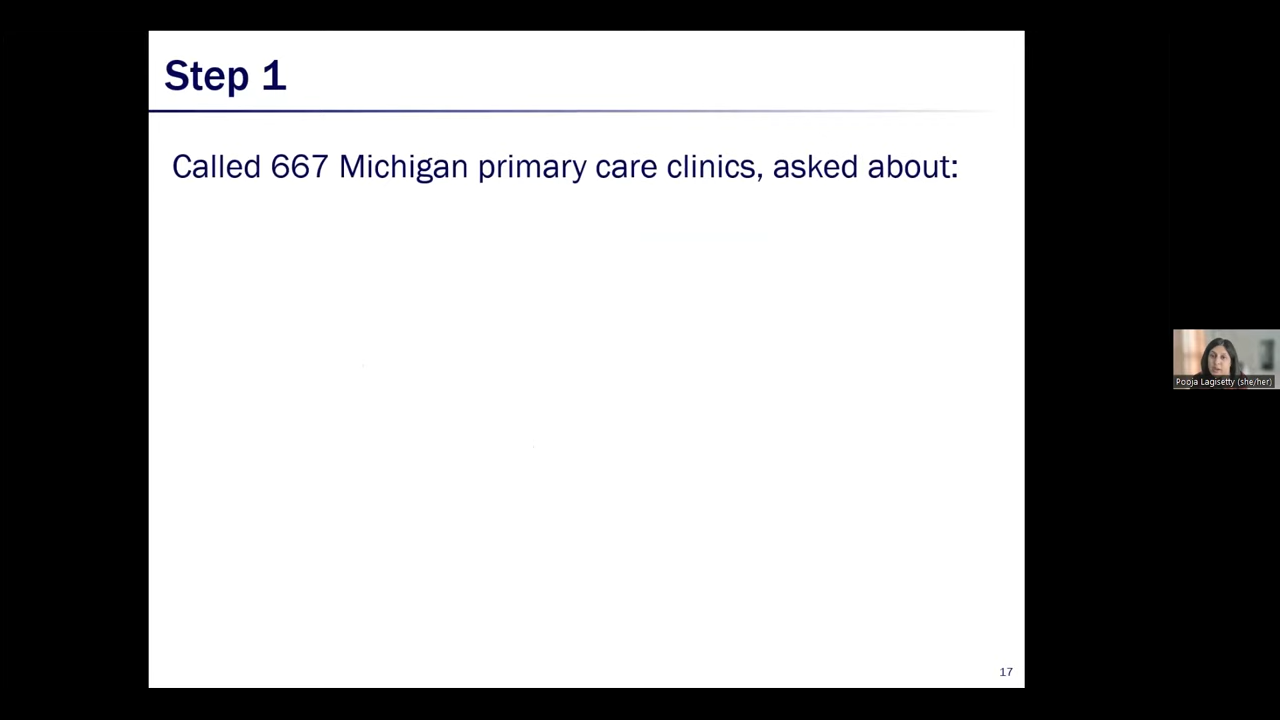 Step 1
Called 667 Michigan primary care clinics, asked about:
Pooja Lagisetty (she/her)
17